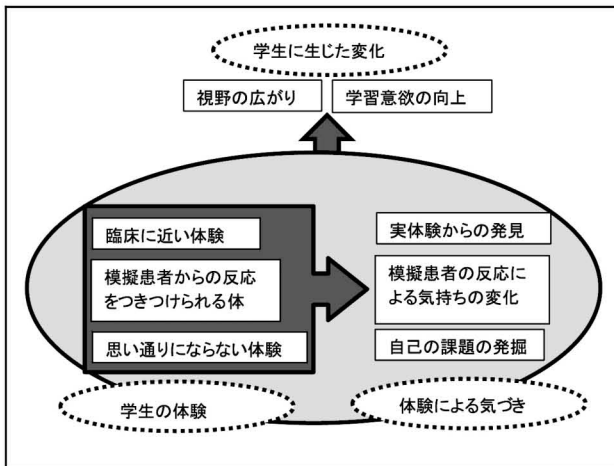 学生に生じた変化
視野の広がり
学習意欲の向上
臨床に近い体験
模擬患者からの反応
をつきつけられる体
思い通りにならない体験
実体験からの発見
模擬患者の反応に
よる気持ちの変化
自己の課題の発掘
学生の体験
体験による気づき